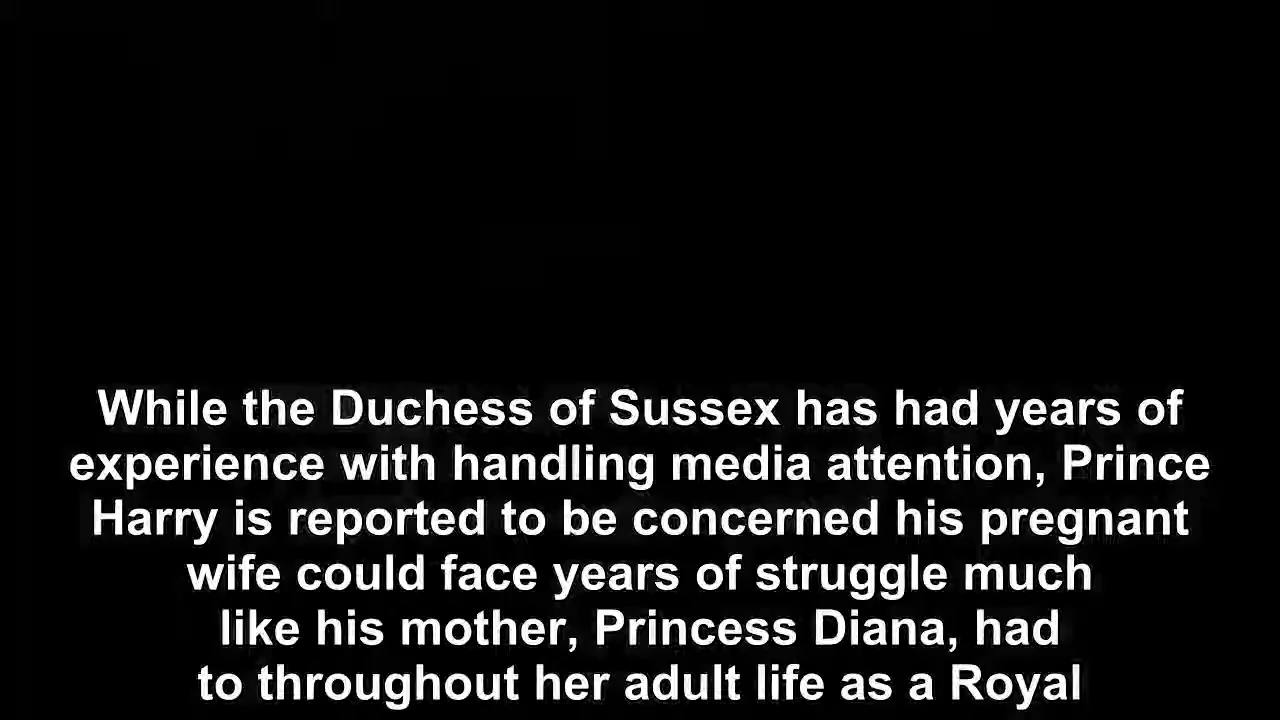 While the Duchess of Sussex has had years of
experience with handling media attention, Prince
Harry is reported to be concerned his pregnant
wife could face years of struggle much
like his mother, Princess Diana, had
to throughout her adult life as a Royal